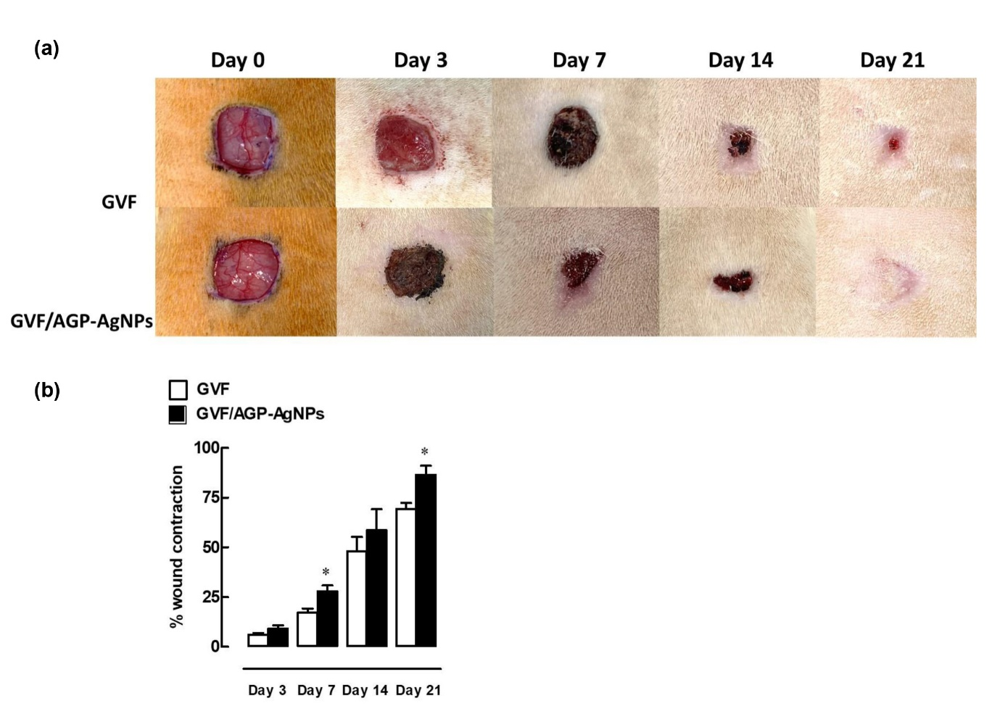 (a)
Day 0 Day 3 Day 7 Day 14 Day 21
GVF
GVF/AGP-AgNPs
(b)
GVF
GVF/AGP-AgNPs
% wound contraction
100
*
75
50
*
25
0
Day 3 Day 7 Day 14 Day 21